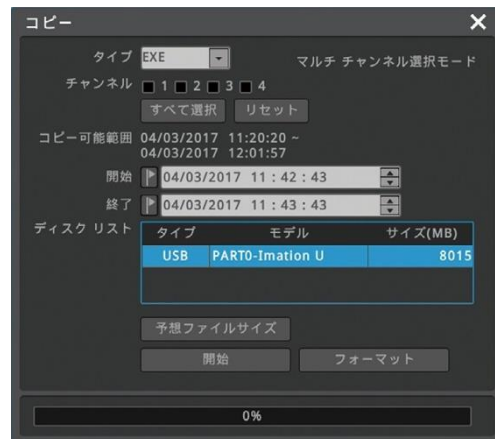 コピー
タイプ EXE マルチ チャンネル選択モード
チャンネル 1 2 3 4
すべて選択 リセット
コピー可能範囲 04/03/2017 11:20:20 ~
04/03/2017 12:01:57
開始 04/03/2017 11 : 42 : 43
終了 04/03/2017 11 : 43 : 43
ディスク リスト タイプ モデル サイズ(MB)
USB PART0-Imation U 8015
予想ファイルサイズ
開始 フォーマット
0%